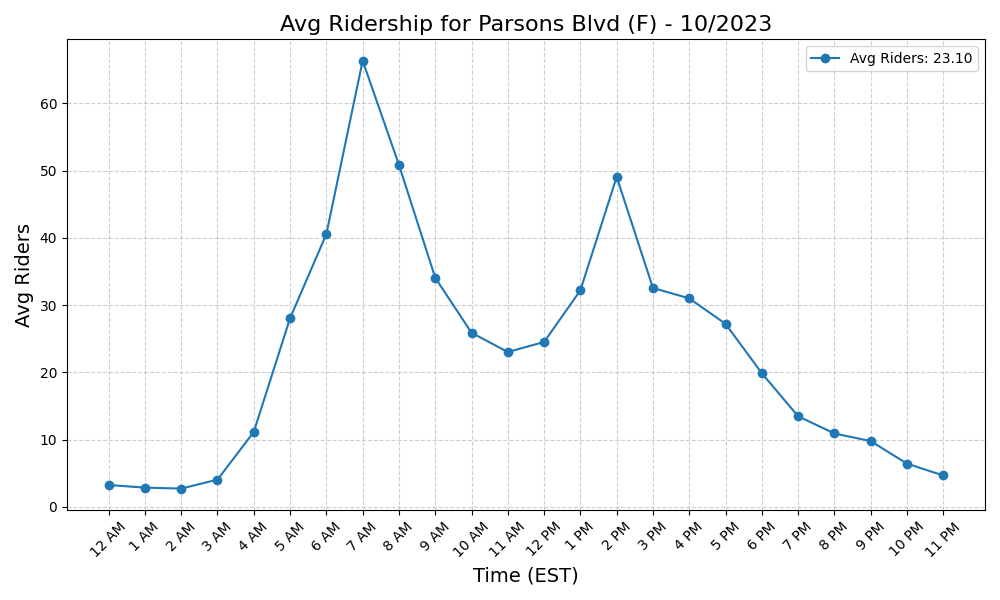 Avg Ridership for Parsons Blvd (F) - 10/2023
Avg Riders: 23.10
Avg Riders
60
50
40
30
20
10
0
12 AM
1 AM
2 AM
3 AM
4 AM
5 AM
6 AM
7 AM
8 AM
9 AM
10 AM
11 AM
12 PM
1 PM
2 PM
3 PM
4 PM
5 PM
6 PM
7 PM
8 PM
9 PM
10 PM
11 PM
Time (EST)